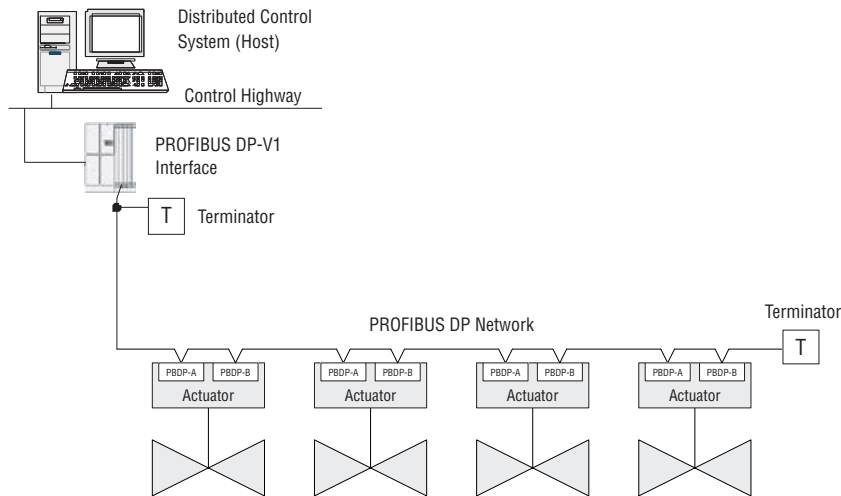 Distributed Control
System (Host)
Control Highway
PROFIBUS DP-V1
Interface
T
Terminator
Terminator
PROFIBUS DP Network
T
PBDP-A PBDP-B PBDP-A PBDP-B PBDP-A PBDP-B PBDP-A PBDP-B
Actuator Actuator Actuator Actuator